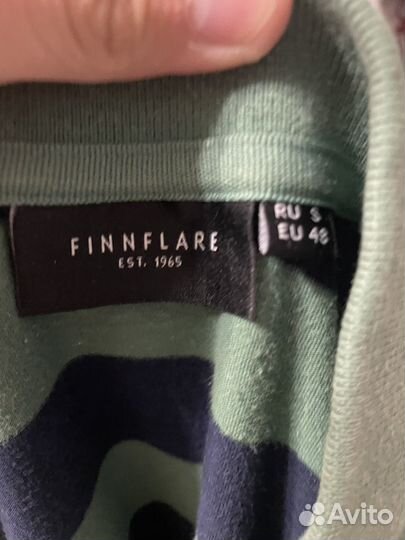 FINNFLARE
EST. 1965
RU S
EU 48
Avito